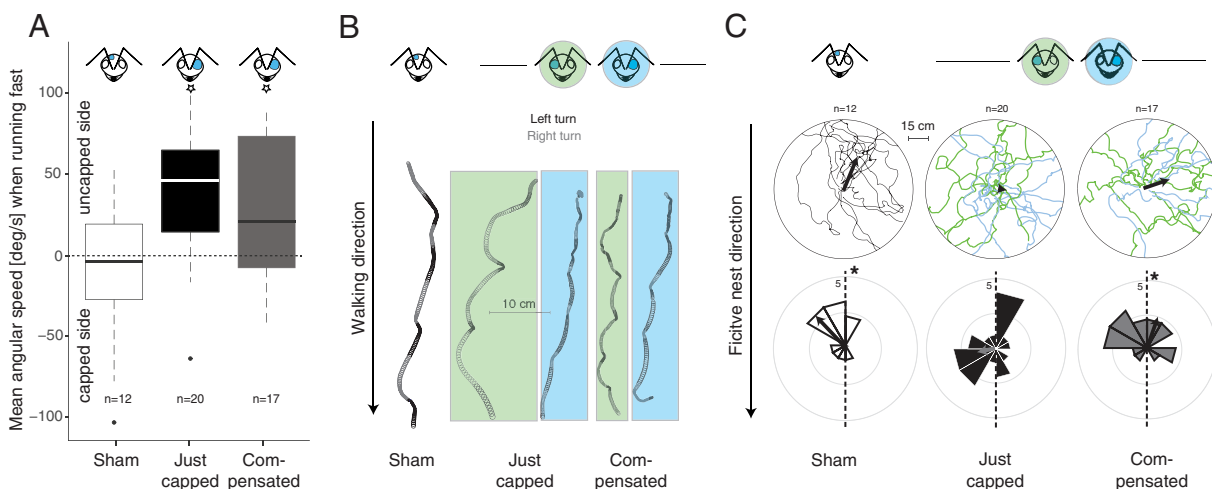 A
Mean angular speed [deg/s] when running fast
uncapped side
capped side
100
50
0
−50
−100
n=12
n=20
n=17
Sham
Just
capped
Com-
pensated
B
Walking direction
Left turn
Right turn
10 cm
Sham
Just
capped
Com-
pensated
C
Fictive nest direction
n=12
15 cm
n=20
n=17
5
*
5
5
*
Sham
Just
capped
Com-
pensated